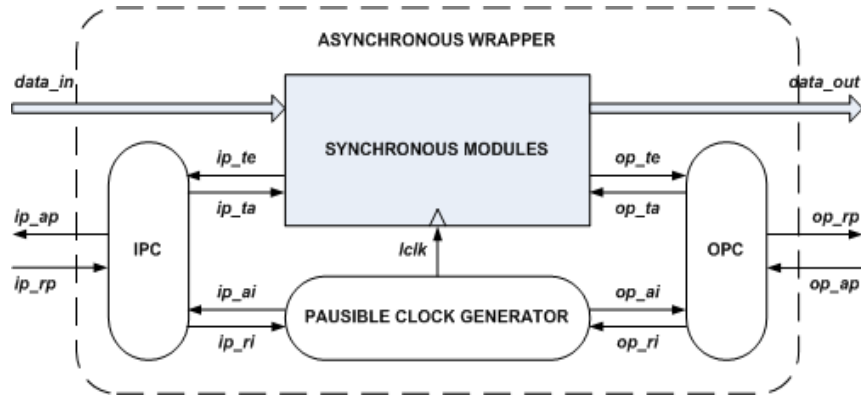 ASYNCHRONOUS WRAPPER
data_in
data_out
SYNCHRONOUS MODULES
ip_te
op_te
ip_ta
op_ta
ip_ap
op_rp
IPC
lclk
OPC
ip_rp
op_ap
ip_ai
op_ai
PAUSIBLE CLOCK GENERATOR
ip_ri
op_ri